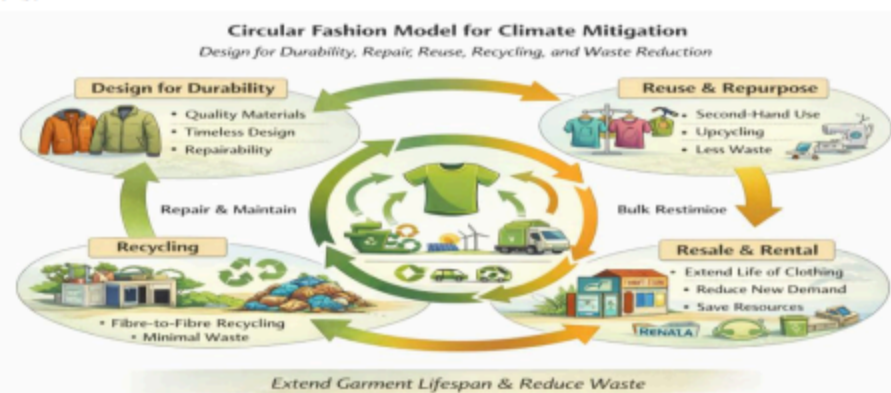 Circular Fashion Model for Climate Mitigation
Design for Durability, Repair, Reuse, Recycling, and Waste Reduction
Design for Durability
• Quality Materials
• Timeless Design
• Repairability
Reuse & Repurpose
• Second-Hand Use
• Upcycling
• Less Waste
Repair & Maintain
Bulk Restimioe
Recycling
• Fibre-to-Fibre Recycling
• Minimal Waste
Resale & Rental
• Extend Life of Clothing
• Reduce New Demand
• Save Resources
RENATA
Extend Garment Lifespan & Reduce Waste